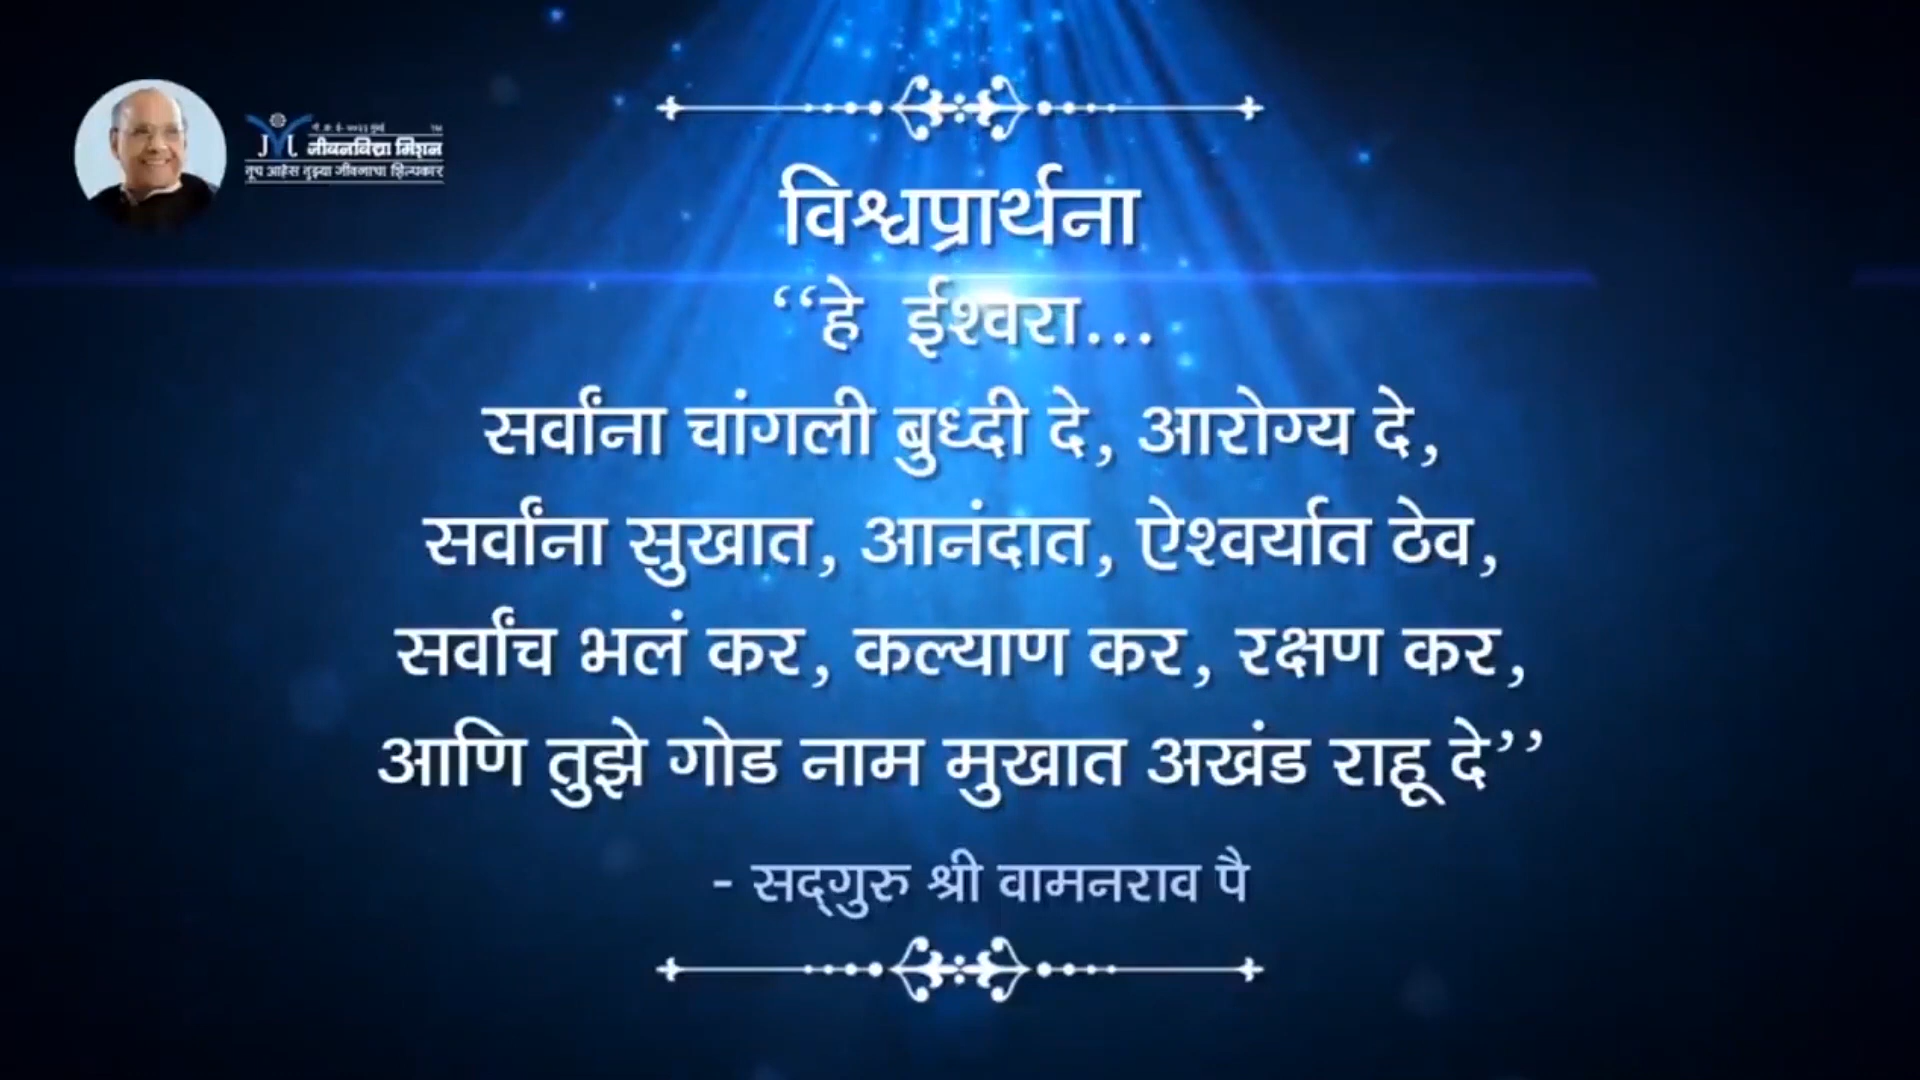 जीवनविद्या मिशन
तूच आहेस तुझ्या जीवनाचा शिल्पकार
विश्वप्रार्थना
“हे ईश्वरा...
सर्वांना चांगली बुध्दी दे, आरोग्य दे,
सर्वांना सुखात, आनंदात, ऐश्वर्यात ठेव,
सर्वांच भलं कर, कल्याण कर, रक्षण कर,
आणि तुझे गोड नाम मुखात अखंड राहू दे”
- सद्‌गुरु श्री वामनराव पै